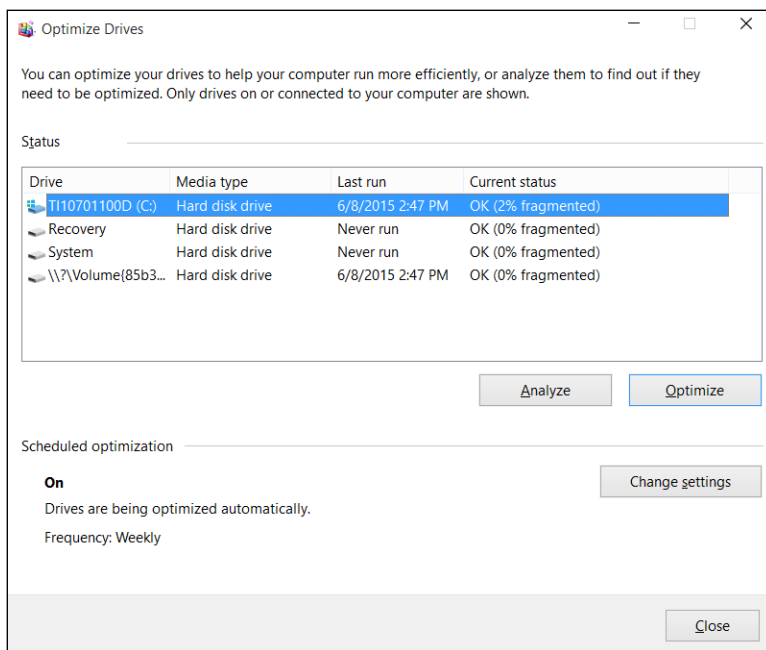 Optimize Drives
You can optimize your drives to help your computer run more efficiently, or analyze them to find out if they
need to be optimized. Only drives on or connected to your computer are shown.
Status
Drive Media type Last run Current status
TI10701100D (C:) Hard disk drive 6/8/2015 2:47 PM OK (2% fragmented)
Recovery Hard disk drive Never run OK (0% fragmented)
System Hard disk drive Never run OK (0% fragmented)
\\?\Volume{85b3... Hard disk drive 6/8/2015 2:47 PM OK (0% fragmented)
Analyze Optimize
Scheduled optimization
On Change settings
Drives are being optimized automatically.
Frequency: Weekly
Close